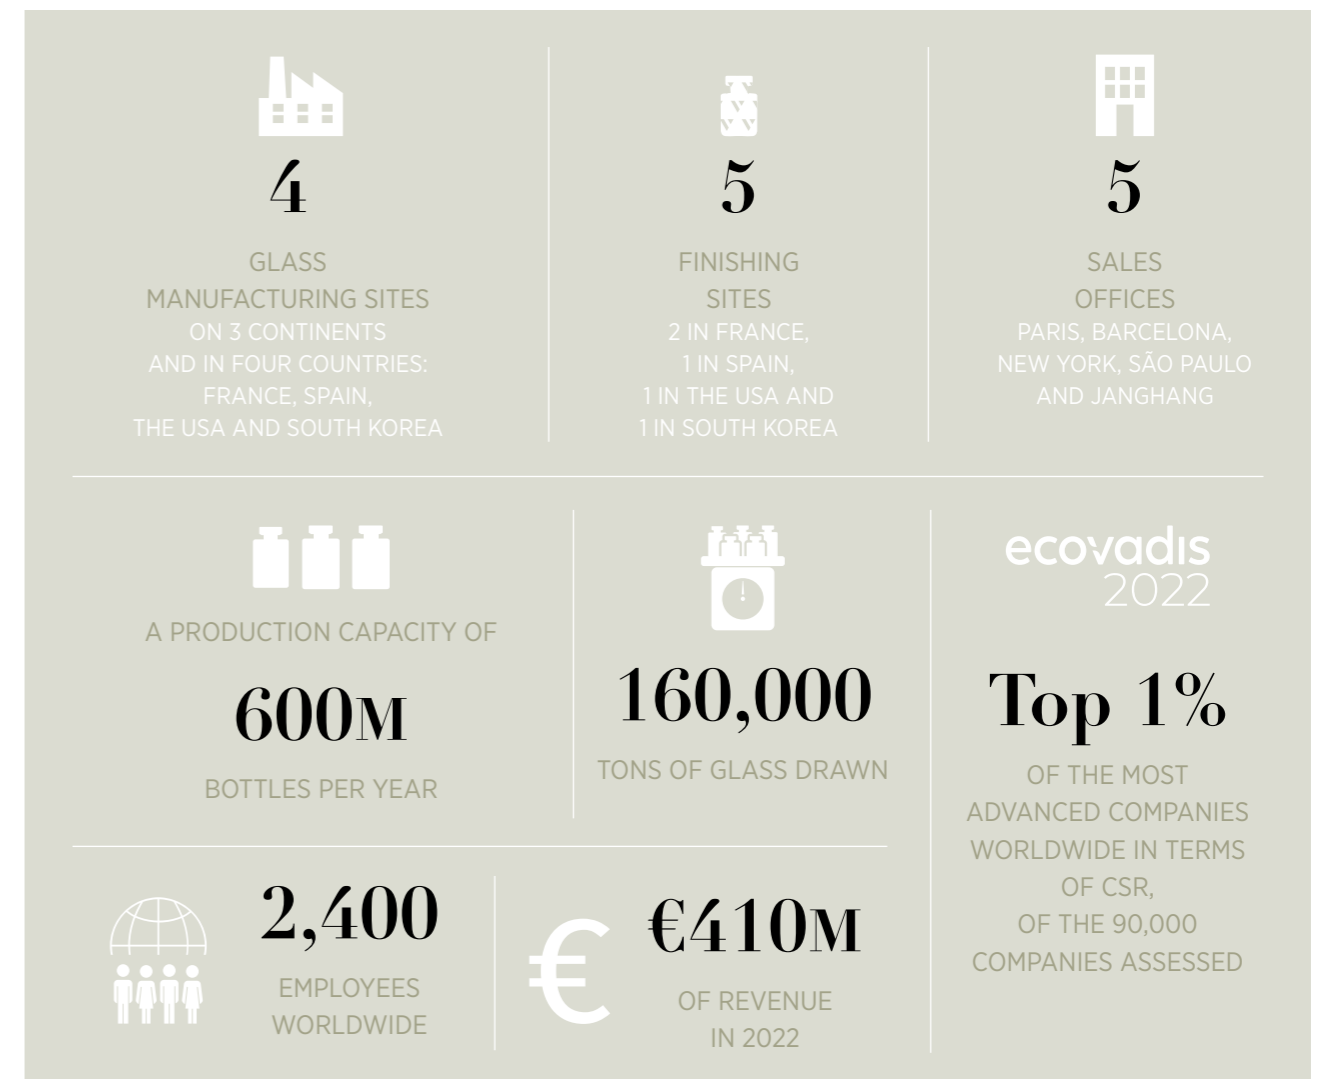 4
GLASS
MANUFACTURING SITES
ON 3 CONTINENTS
AND IN FOUR COUNTRIES:
FRANCE, SPAIN,
THE USA AND SOUTH KOREA
5
FINISHING
SITES
2 IN FRANCE,
1 IN SPAIN,
1 IN THE USA AND
1 IN SOUTH KOREA
5
SALES
OFFICES
PARIS, BARCELONA,
NEW YORK, SÃO PAULO
AND JANGHANG
A PRODUCTION CAPACITY OF
600M
BOTTLES PER YEAR
160,000
TONS OF GLASS DRAWN
ecovadis
2022
Top 1%
OF THE MOST
ADVANCED COMPANIES
WORLDWIDE IN TERMS
OF CSR,
OF THE 90,000
COMPANIES ASSESSED
2,400
EMPLOYEES
WORLDWIDE
€
€410M
OF REVENUE
IN 2022